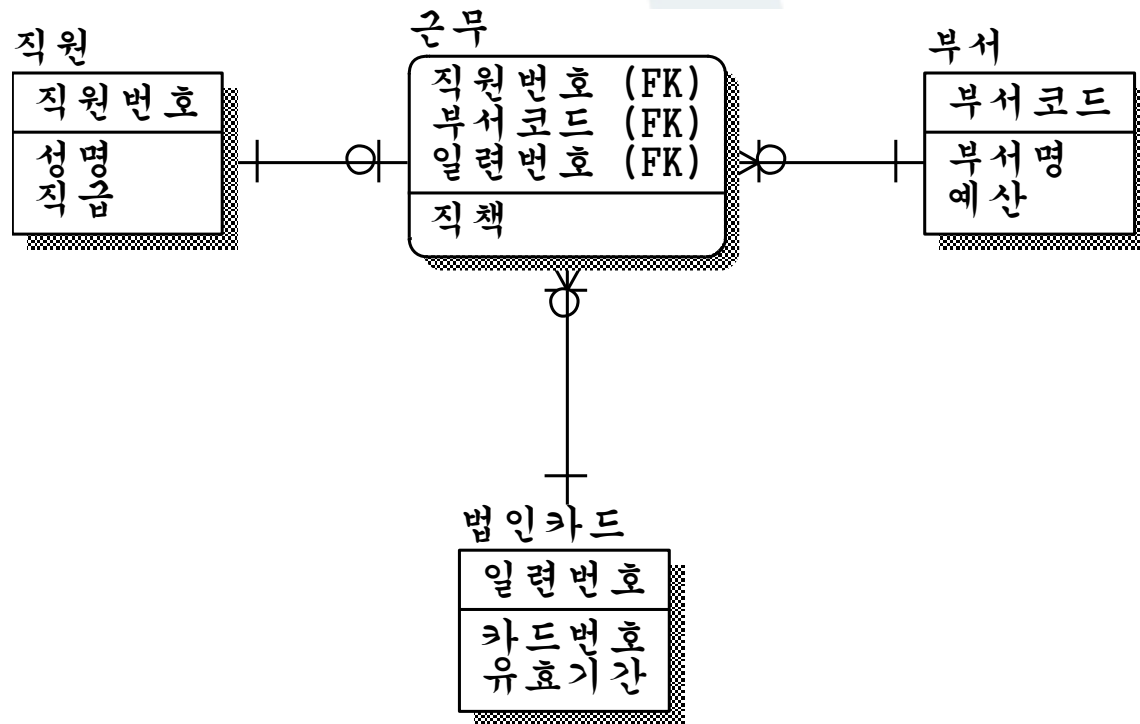 직원
직원번호
성명
직급
근무
직원번호 (FK)
부서코드 (FK)
일련번호 (FK)
직책
부서
부서코드
부서명
예산
법인카드
일련번호
카드번호
유효기간